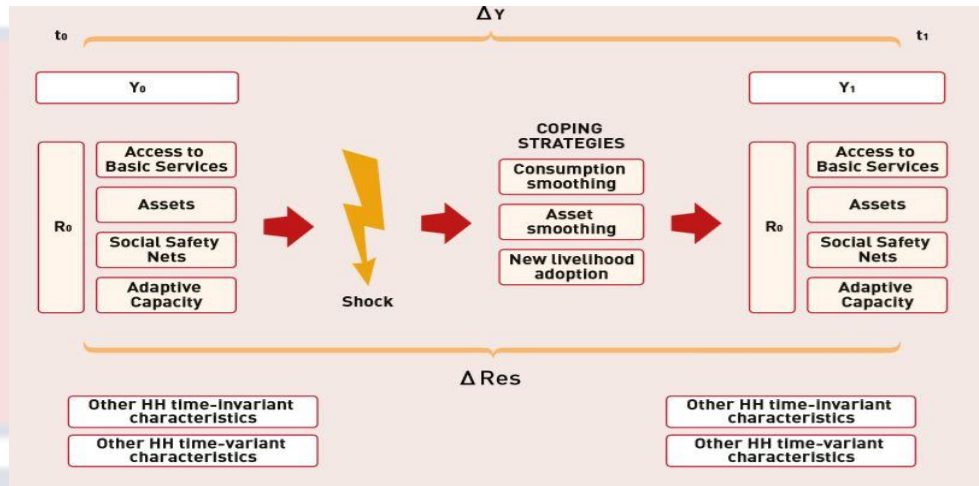 ΔY
t₀
t₁
Y₀
Y₁
R₀
Access to
Basic Services
Assets
Social Safety
Nets
Adaptive
Capacity
Shock
COPING
STRATEGIES
Consumption
smoothing
Asset
smoothing
New livelihood
adoption
R₀
Access to
Basic Services
Assets
Social Safety
Nets
Adaptive
Capacity
Δ Res
Other HH time-invariant
characteristics
Other HH time-variant
characteristics
Other HH time-invariant
characteristics
Other HH time-variant
characteristics